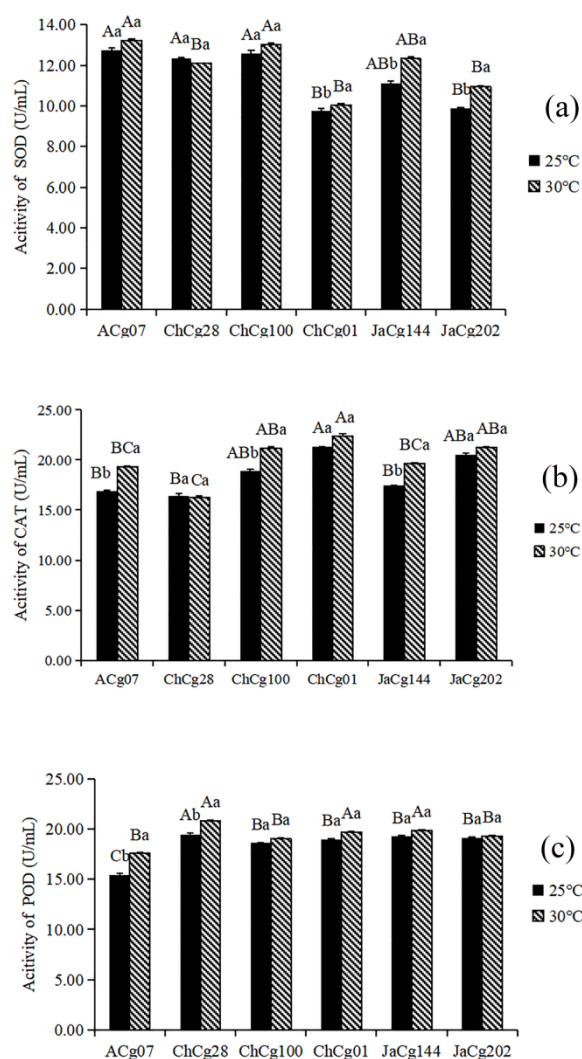 14.00
12.00
10.00
8.00
6.00
4.00
2.00
0.00
Acitivity of SOD (U/mL)
Aa Aa Aa Ba Aa Aa Bb Ba ABb ABa Bb Ba
ACg07 ChCg28 ChCg100 ChCg01 JaCg144 JaCg202
(a)
25℃
30℃
25.00
20.00
15.00
10.00
5.00
0.00
Acitivity of CAT (U/mL)
Bb BCa Ba Ca ABb ABa Aa Aa Bb BCa ABa ABa
ACg07 ChCg28 ChCg100 ChCg01 JaCg144 JaCg202
(b)
25℃
30℃
25.00
20.00
15.00
10.00
5.00
0.00
Acitivity of POD (U/mL)
Cb Ba Ab Aa Ba Ba Ba Aa Ba Aa Ba Ba
ACg07 ChCg28 ChCg100 ChCg01 JaCg144 JaCg202
(c)
25℃
30℃